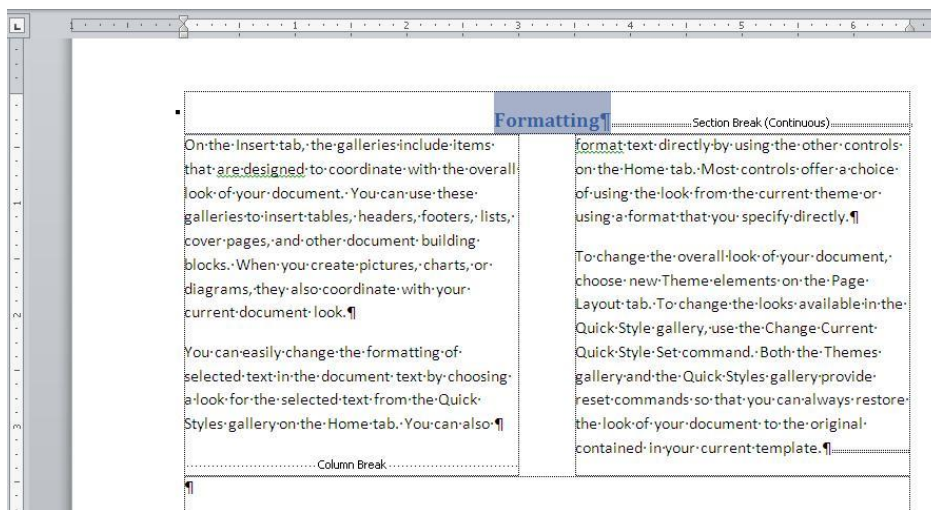 1 2 3 4 5 6
Formatting¶ Section Break (Continuous)
On the Insert tab, the galleries include items
that are designed to coordinate with the overall
look of your document. You can use these
galleries to insert tables, headers, footers, lists,
cover pages, and other document building
blocks. When you create pictures, charts, or
diagrams, they also coordinate with your
current document look.¶
You can easily change the formatting of
selected text in the document text by choosing
a look for the selected text from the Quick
Styles gallery on the Home tab. You can also ¶
Column Break
¶
format text directly by using the other controls
on the Home tab. Most controls offer a choice
of using the look from the current theme or
using a format that you specify directly.¶
To change the overall look of your document,
choose new Theme elements on the Page
Layout tab. To change the looks available in the
Quick Style gallery, use the Change Current
Quick Style Set command. Both the Themes
gallery and the Quick Styles gallery provide
reset commands so that you can always restore
the look of your document to the original
contained in your current template.¶